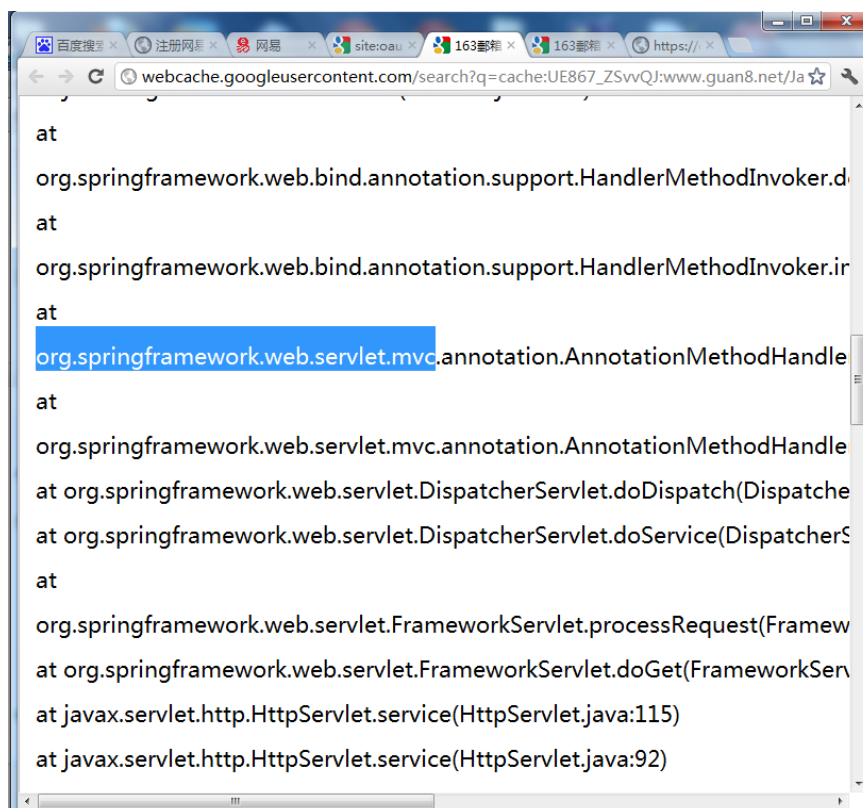 百度搜索
注册网易
网易
site:oau
163郵箱
163郵箱
https://
webcache.googleusercontent.com/search?q=cache:UE867_ZSvvQJ:www.guan8.net/Ja
at
org.springframework.web.bind.annotation.support.HandlerMethodInvoker.d
at
org.springframework.web.bind.annotation.support.HandlerMethodInvoker.in
at
org.springframework.web.servlet.mvc.annotation.AnnotationMethodHandle
at
org.springframework.web.servlet.mvc.annotation.AnnotationMethodHandle
at org.springframework.web.servlet.DispatcherServlet.doDispatch(Dispatche
at org.springframework.web.servlet.DispatcherServlet.doService(DispatcherS
at
org.springframework.web.servlet.FrameworkServlet.processRequest(Framew
at org.springframework.web.servlet.FrameworkServlet.doGet(FrameworkServ
at javax.servlet.http.HttpServlet.service(HttpServlet.java:115)
at javax.servlet.http.HttpServlet.service(HttpServlet.java:92)